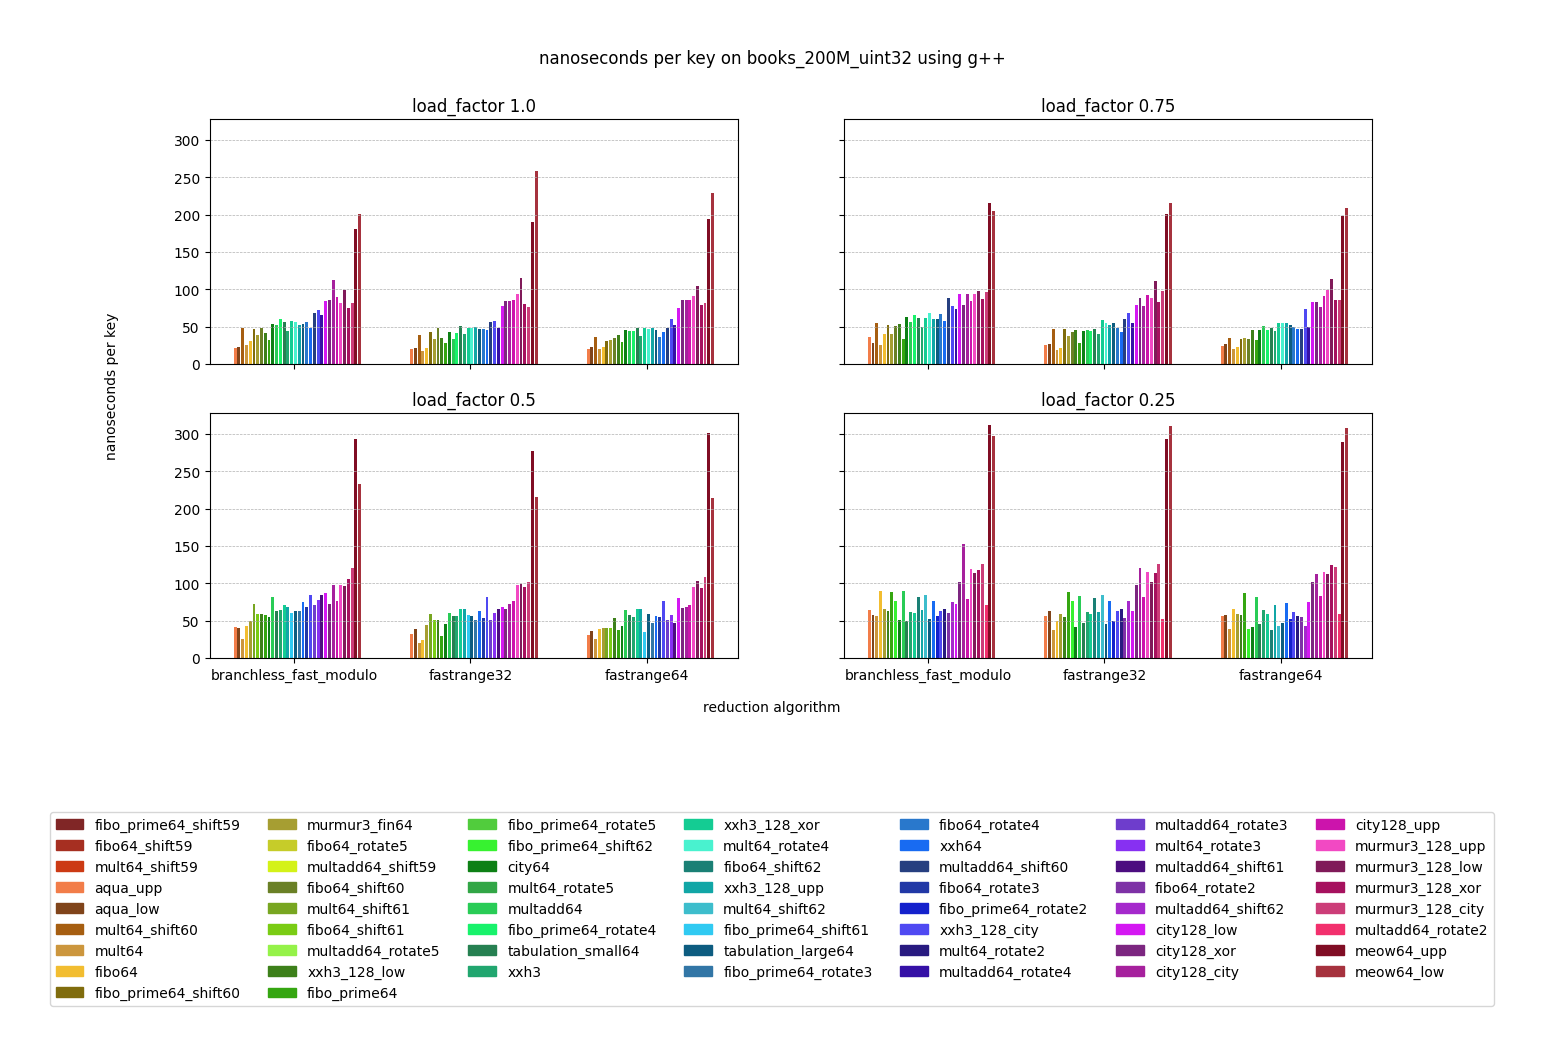 nanoseconds per key on books_200M_uint32 using g++
load_factor 1.0
load_factor 0.75
300
250
200
150
100
50
0
nanoseconds per key
load_factor 0.5
load_factor 0.25
300
250
200
150
100
50
0
branchless_fast_modulo fastrange32 fastrange64
branchless_fast_modulo fastrange32 fastrange64
reduction algorithm
fibo_prime64_shift59
fibo64_shift59
mult64_shift59
aqua_upp
aqua_low
mult64_shift60
mult64
fibo64
fibo_prime64_shift60
murmur3_fin64
fibo64_rotate5
multadd64_shift59
fibo64_shift60
mult64_shift61
fibo64_shift61
multadd64_rotate5
xxh3_128_low
fibo_prime64
fibo_prime64_rotate5
fibo_prime64_shift62
city64
mult64_rotate5
multadd64
fibo_prime64_rotate4
tabulation_small64
xxh3
xxh3_128_xor
mult64_rotate4
fibo64_shift62
xxh3_128_upp
mult64_shift62
fibo_prime64_shift61
tabulation_large64
fibo_prime64_rotate3
fibo64_rotate4
xxh64
multadd64_shift60
fibo64_rotate3
fibo_prime64_rotate2
xxh3_128_city
mult64_rotate2
multadd64_rotate4
multadd64_rotate3
mult64_rotate3
multadd64_shift61
fibo64_rotate2
multadd64_shift62
city128_low
city128_xor
city128_city
city128_upp
murmur3_128_upp
murmur3_128_low
murmur3_128_xor
murmur3_128_city
multadd64_rotate2
meow64_upp
meow64_low